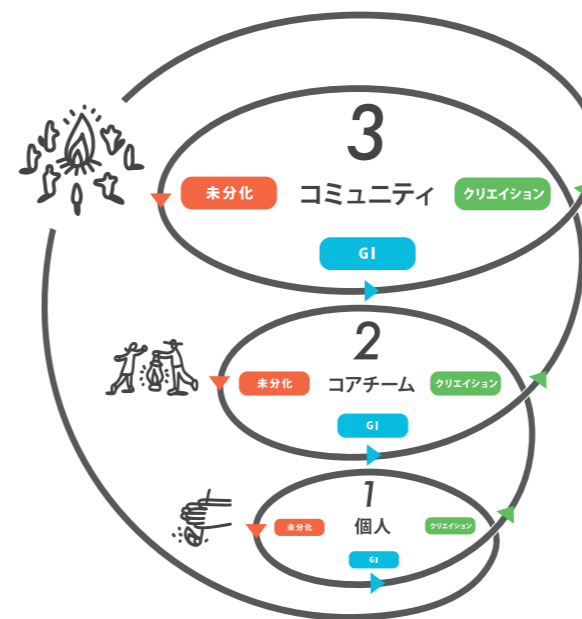 3
未分化
コミュニティ
クリエイション
GI
2
未分化
コアチーム
クリエイション
GI
1
未分化
個人
クリエイション
GI